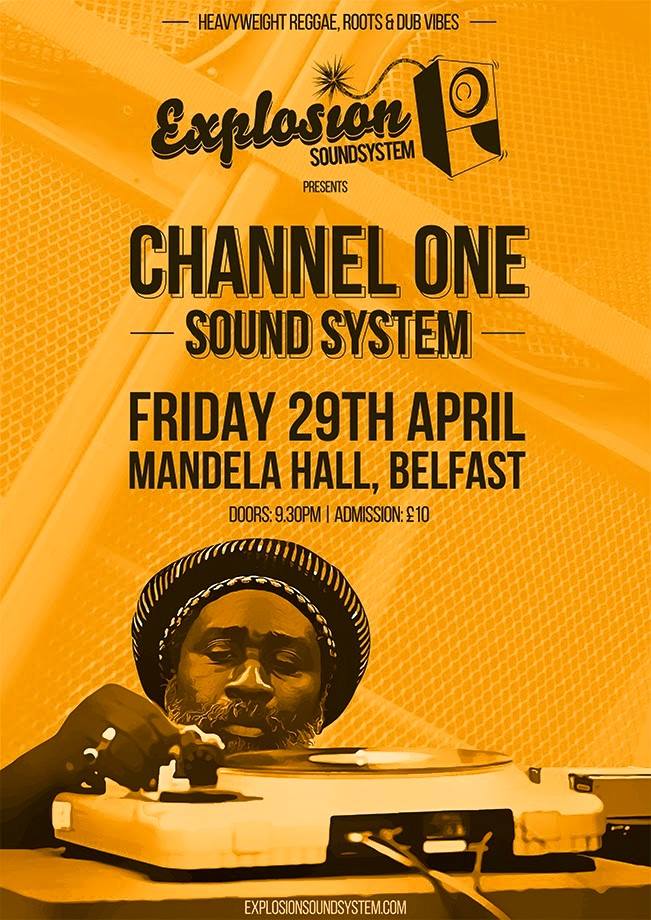 HEAVYWEIGHT REGGAE, ROOTS & DUB VIBES
Explosion
SOUNDSYSTEM
PRESENTS
CHANNEL ONE
SOUND SYSTEM
FRIDAY 29TH APRIL
MANDELA HALL, BELFAST
DOORS: 9.30PM | ADMISSION: £10
EXPLOSIONSOUNDSYSTEM.COM